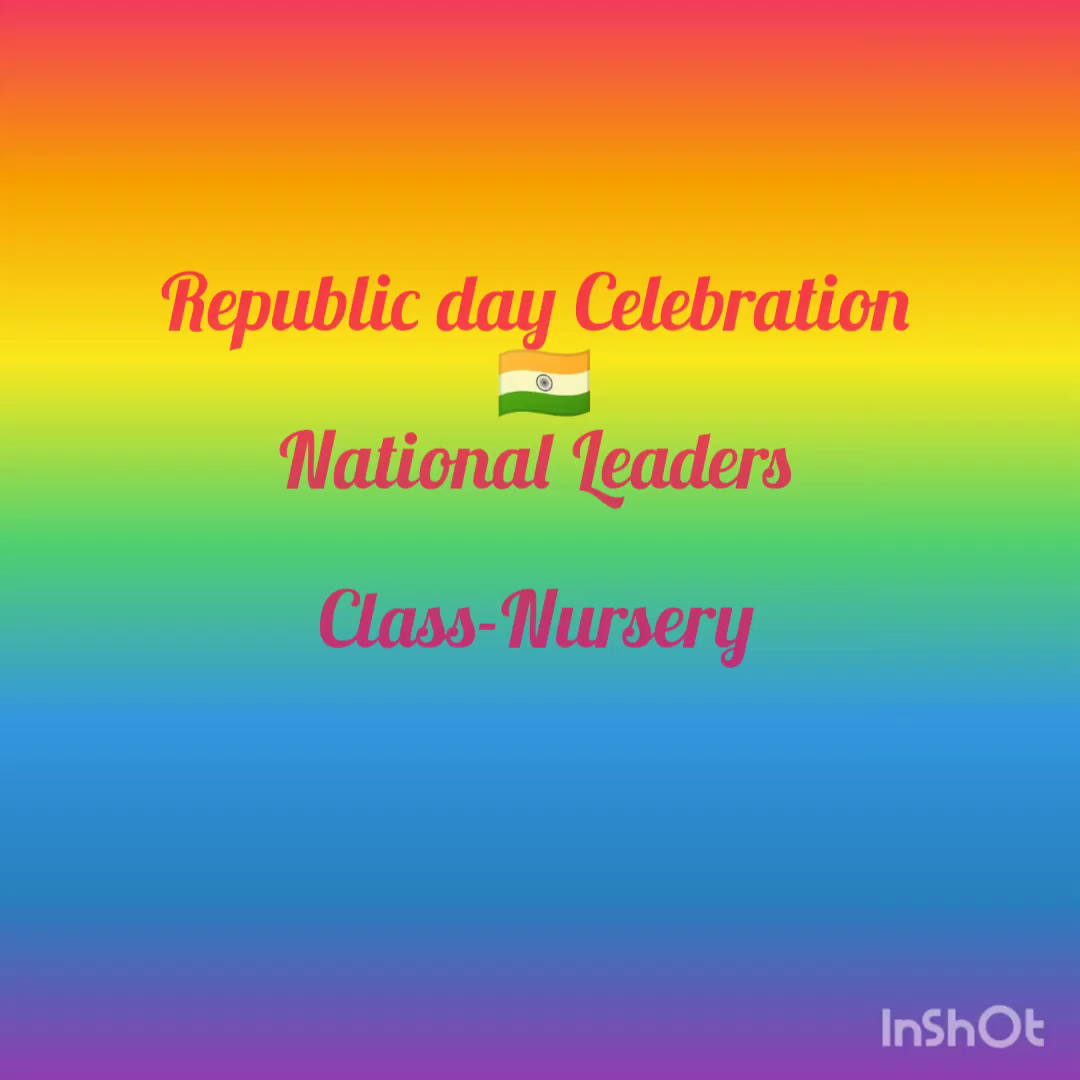 Republic day Celebration
🇮🇳
National Leaders
Class-Nursery
InShOt